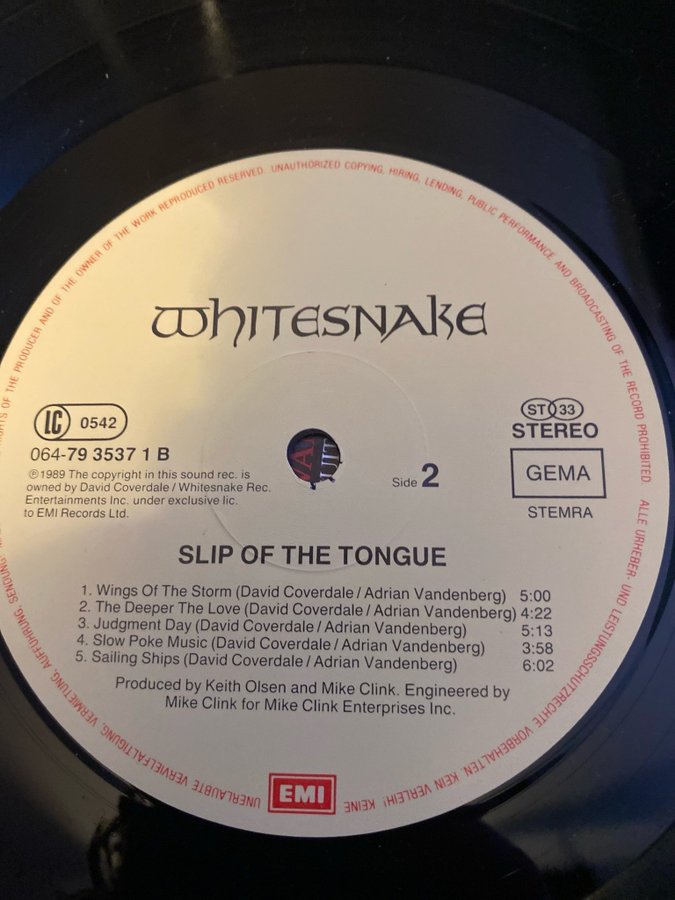 RIGHTS OF THE PRODUCER AND OF THE OWNER OF THE WORK REPRODUCED RESERVED. UNAUTHORIZED COPYING, HIRING, LENDING, PUBLIC PERFORMANCE AND BROADCASTING OF THE RECORD PROHIBITED.
WHITESNAKE
LC 0542
064-79 3537 1 B
℗1989 The copyright in this sound rec. is
owned by David Coverdale / Whitesnake Rec.
Entertainments Inc. under exclusive lic.
to EMI Records Ltd.
Side 2
ST 33
STEREO
GEMA
STEMRA
SLIP OF THE TONGUE
1. Wings Of The Storm (David Coverdale / Adrian Vandenberg) 5:00
2. The Deeper The Love (David Coverdale / Adrian Vandenberg) 4:22
3. Judgment Day (David Coverdale / Adrian Vandenberg) 5:13
4. Slow Poke Music (David Coverdale / Adrian Vandenberg) 3:58
5. Sailing Ships (David Coverdale / Adrian Vandenberg) 6:02
Produced by Keith Olsen and Mike Clink. Engineered by
Mike Clink for Mike Clink Enterprises Inc.
EMI
ALLE URHEBER- UND LEISTUNGSSCHUTZRECHTE VORBEHALTEN. KEIN VERLEIH! KEINE UNERLAUBTE VERVIELFÄLTIGUNG, VERMIETUNG, AUFFÜHRUNG, SENDUNG!